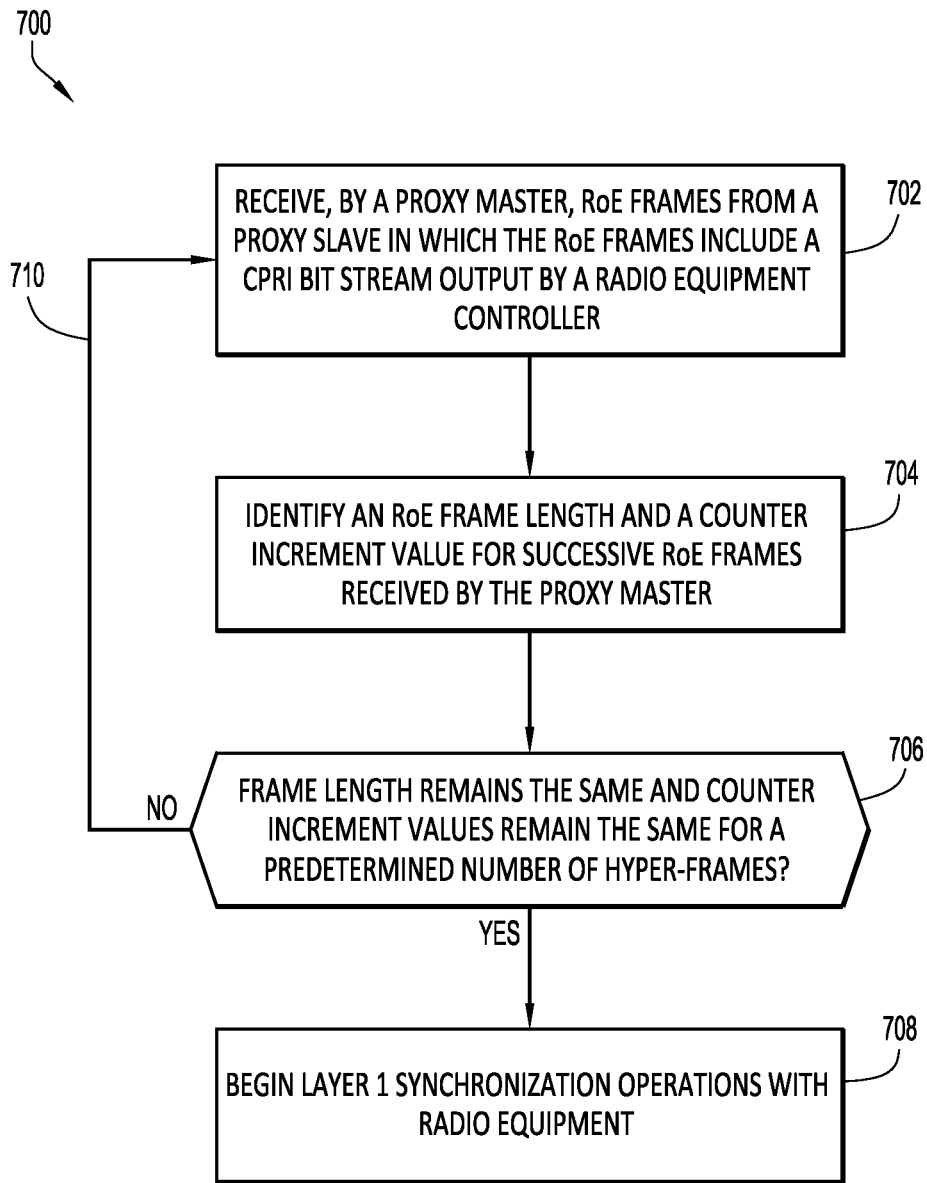 700
RECEIVE, BY A PROXY MASTER, RoE FRAMES FROM A
PROXY SLAVE IN WHICH THE RoE FRAMES INCLUDE A
CPRI BIT STREAM OUTPUT BY A RADIO EQUIPMENT
CONTROLLER
702
710
IDENTIFY AN RoE FRAME LENGTH AND A COUNTER
INCREMENT VALUE FOR SUCCESSIVE RoE FRAMES
RECEIVED BY THE PROXY MASTER
704
FRAME LENGTH REMAINS THE SAME AND COUNTER
INCREMENT VALUES REMAIN THE SAME FOR A
PREDETERMINED NUMBER OF HYPER-FRAMES?
706
NO
YES
BEGIN LAYER 1 SYNCHRONIZATION OPERATIONS WITH
RADIO EQUIPMENT
708